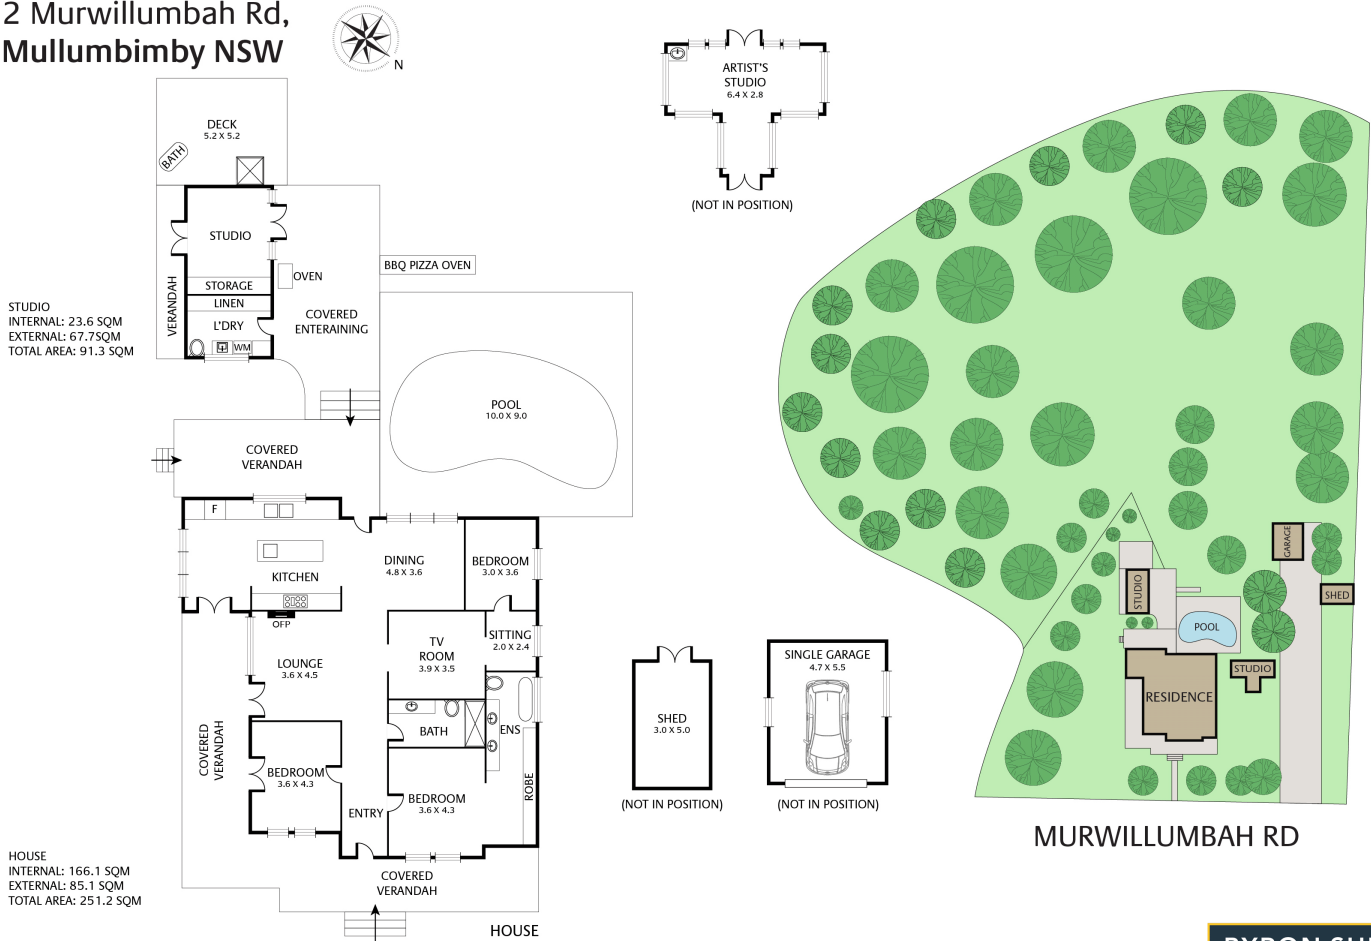 2 Murwillumbah Rd,
Mullumbimby NSW
N
DECK
5.2 X 5.2
BATH
STUDIO
STORAGE
LINEN
L'DRY
WM
VERANDAH
OVEN
COVERED
ENTERAINING
BBQ PIZZA OVEN
STUDIO
INTERNAL: 23.6 SQM
EXTERNAL: 67.7SQM
TOTAL AREA: 91.3 SQM
POOL
10.0 X 9.0
COVERED
VERANDAH
F
KITCHEN
DINING
4.8 X 3.6
BEDROOM
3.0 X 3.6
OFP
LOUNGE
3.6 X 4.5
TV
ROOM
3.9 X 3.5
SITTING
2.0 X 2.4
BATH
ENS
COVERED
VERANDAH
BEDROOM
3.6 X 4.3
ENTRY
BEDROOM
3.6 X 4.3
ROBE
COVERED
VERANDAH
HOUSE
HOUSE
INTERNAL: 166.1 SQM
EXTERNAL: 85.1 SQM
TOTAL AREA: 251.2 SQM
ARTIST'S
STUDIO
6.4 X 2.8
(NOT IN POSITION)
SHED
3.0 X 5.0
(NOT IN POSITION)
SINGLE GARAGE
4.7 X 5.5
(NOT IN POSITION)
GARAGE
SHED
STUDIO
POOL
STUDIO
RESIDENCE
MURWILLUMBAH RD